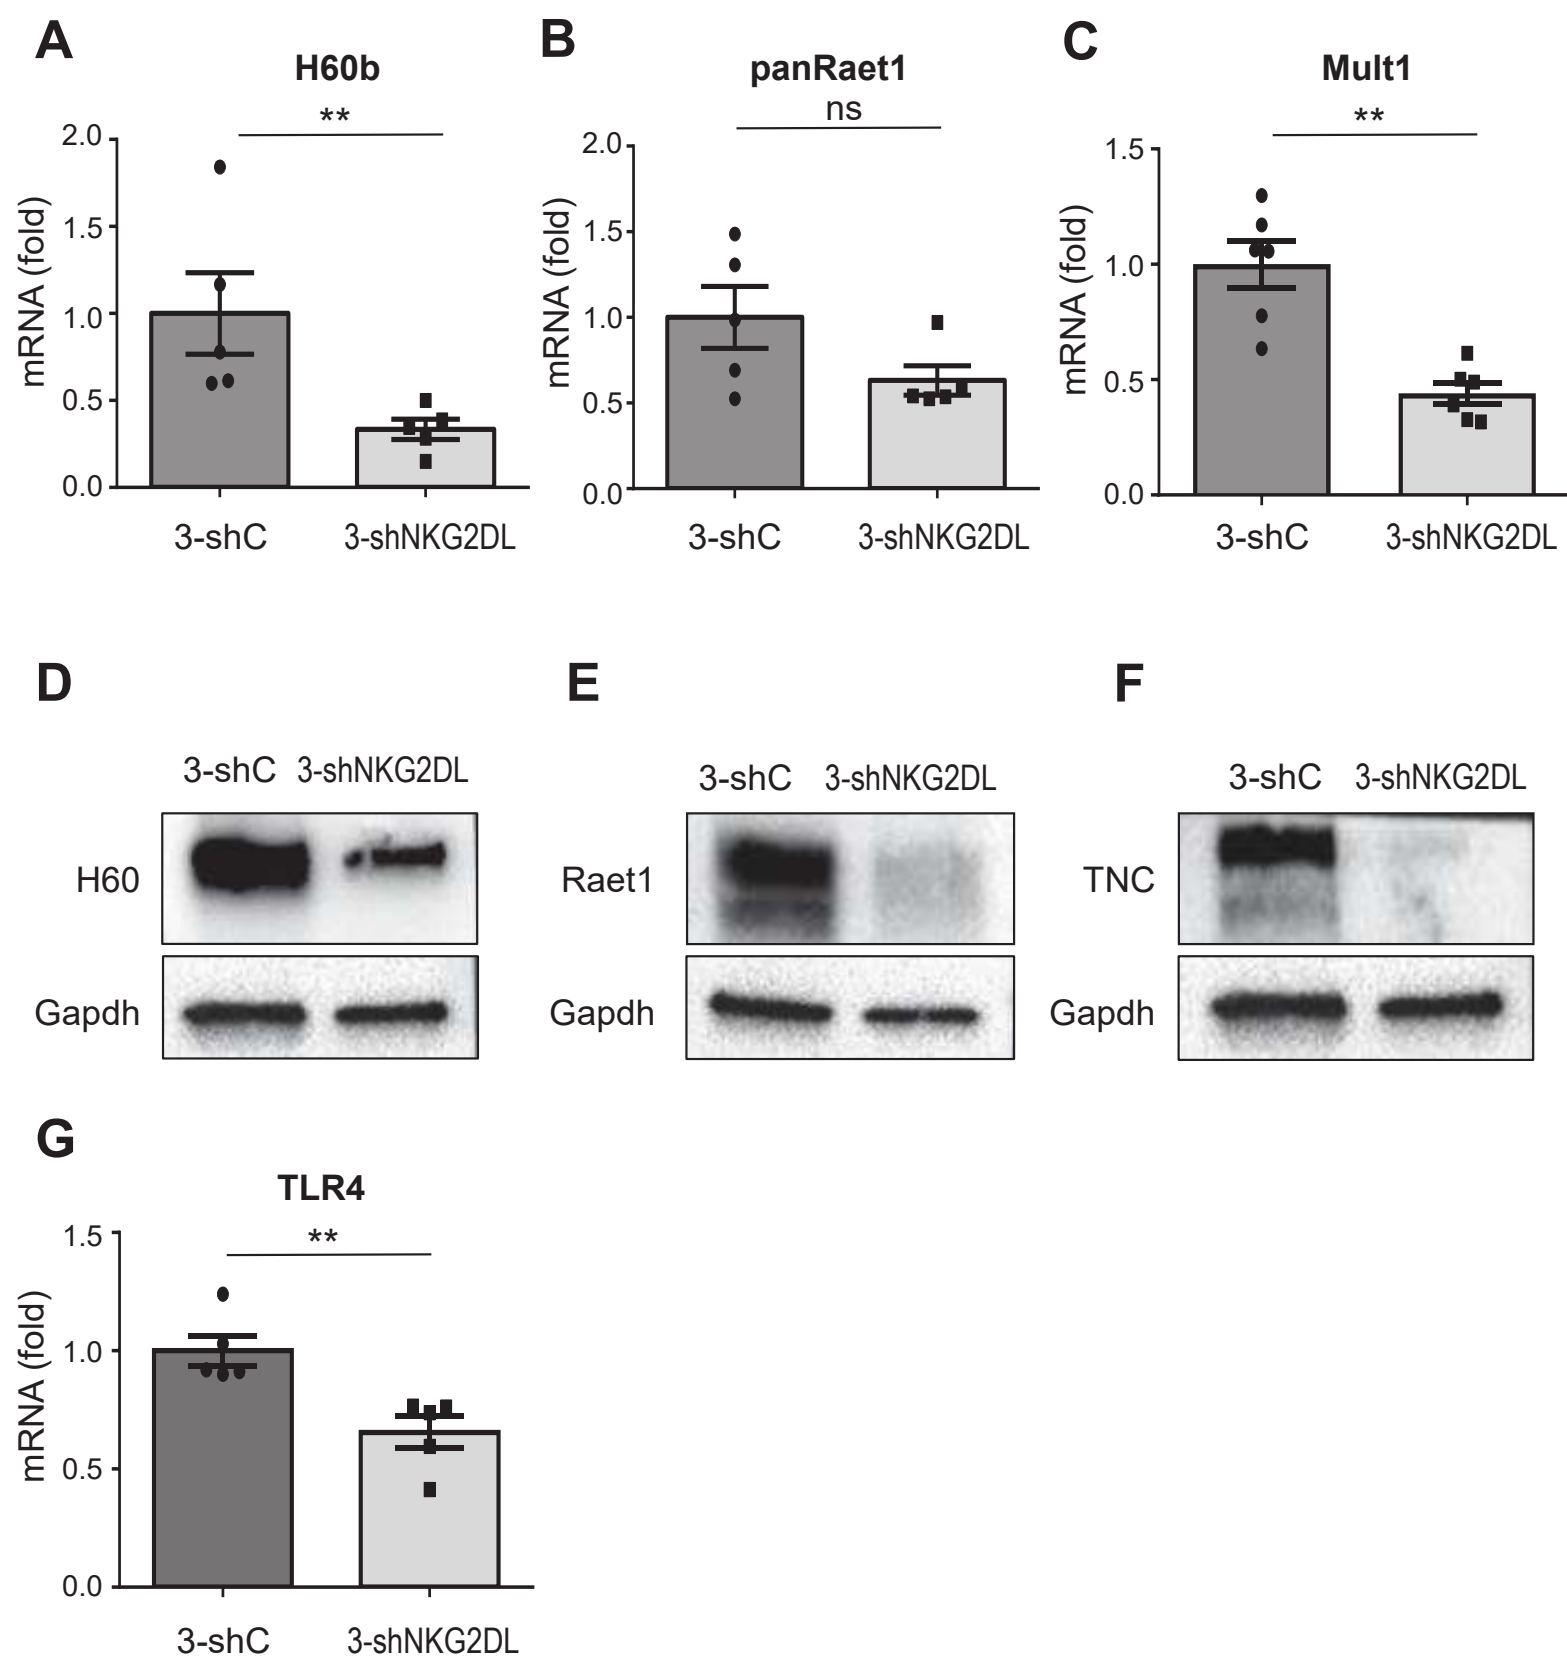 A
H60b
**
2.0
1.5
1.0
0.5
0.0
mRNA (fold)
3-shC 3-shNKG2DL
B
panRaet1
ns
2.0
1.5
1.0
0.5
0.0
mRNA (fold)
3-shC 3-shNKG2DL
C
Mult1
**
1.5
1.0
0.5
0.0
mRNA (fold)
3-shC 3-shNKG2DL
D
3-shC 3-shNKG2DL
H60
Gapdh
E
3-shC 3-shNKG2DL
Raet1
Gapdh
F
3-shC 3-shNKG2DL
TNC
Gapdh
G
TLR4
**
1.5
1.0
0.5
0.0
mRNA (fold)
3-shC 3-shNKG2DL